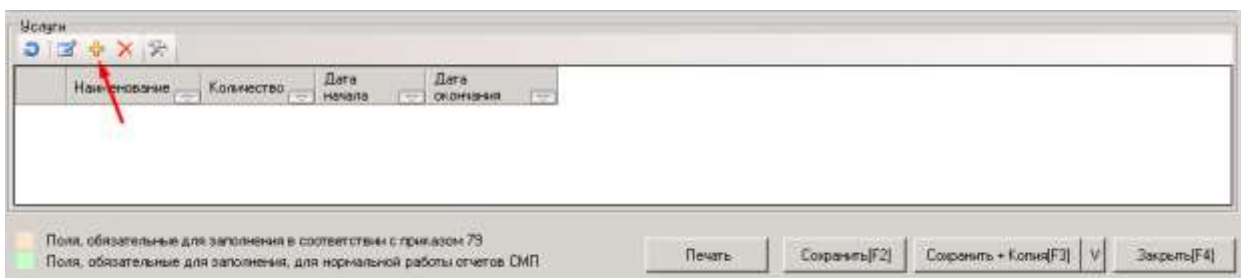 Услуги
Наименование Количество Дата начала Дата окончания
Поля, обязательные для заполнения в соответствии с приказом 79
Поля, обязательные для заполнения, для нормальной работы отчетов СМП
Печать Сохранить[F2] Сохранить + Копия[F3] V Закрыть[F4]